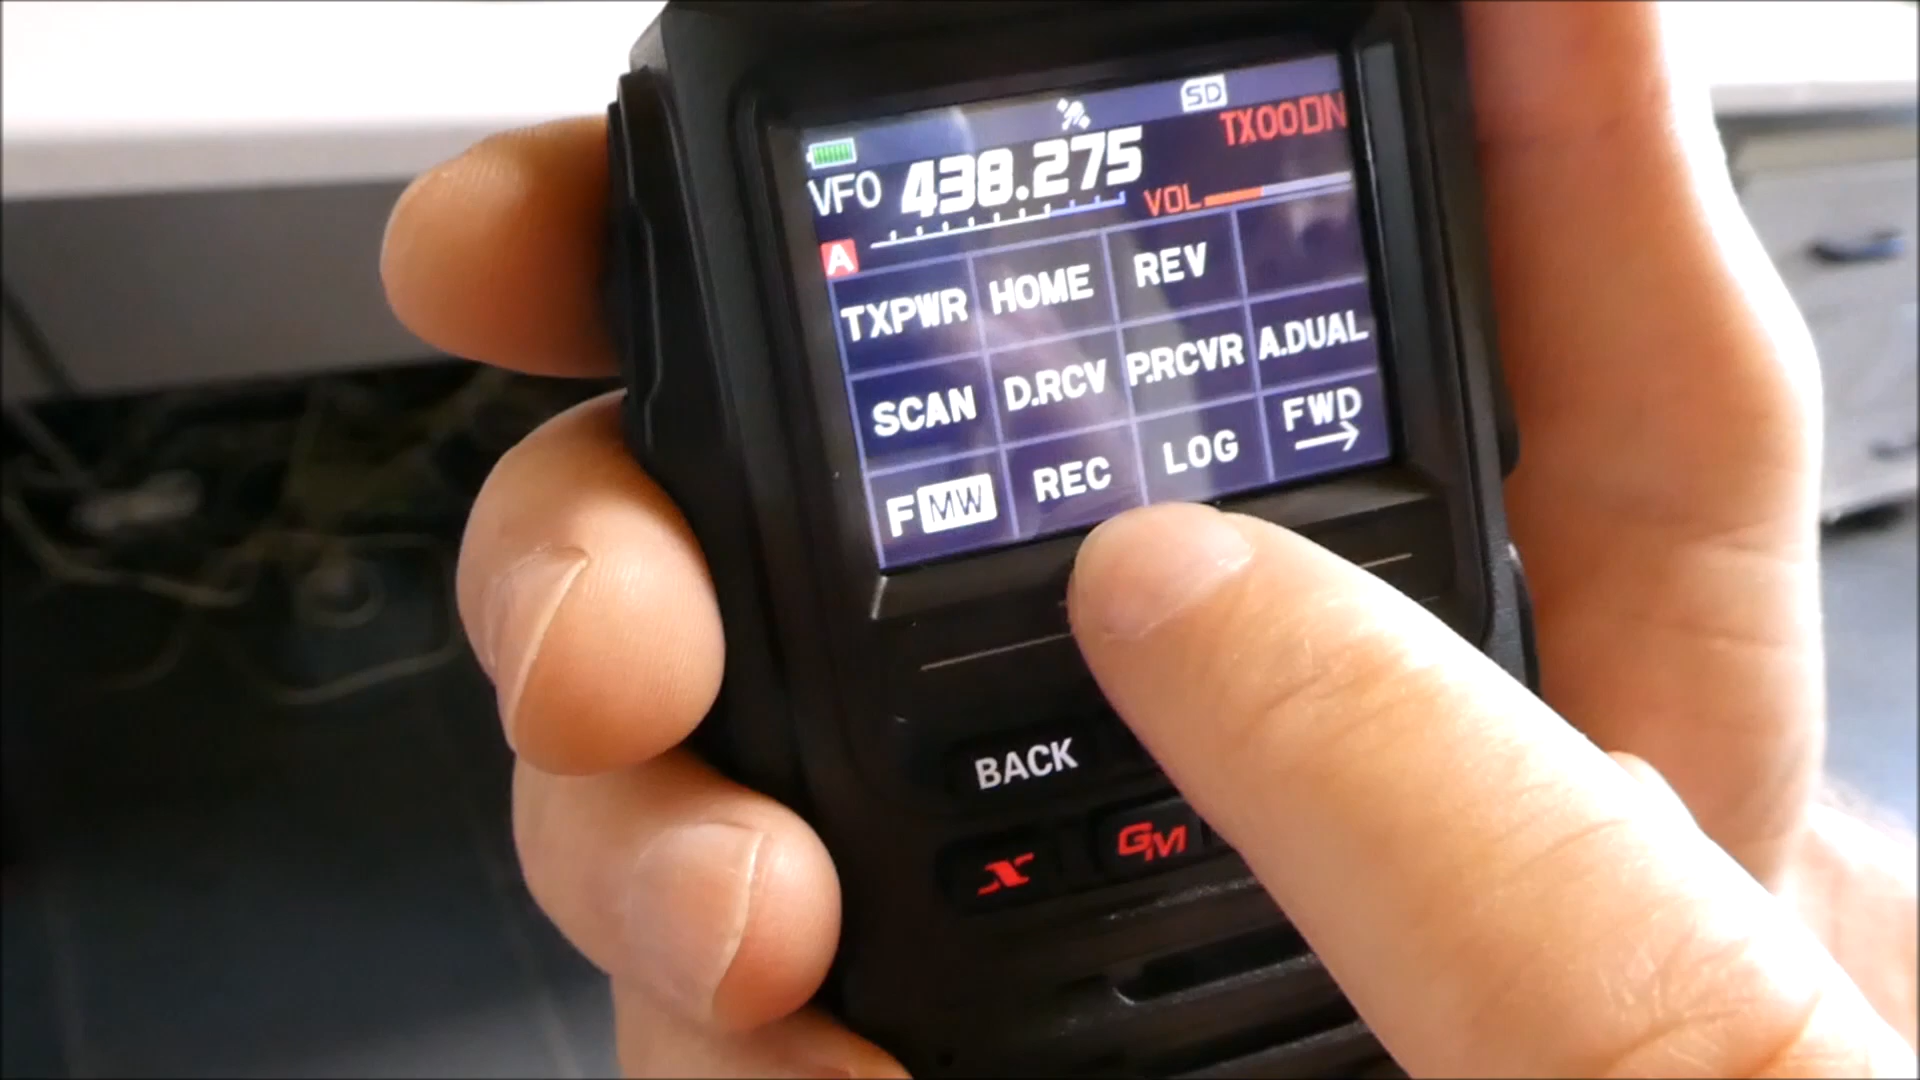 SD
TX00DN
VFO 438.275
VOL
A
TXPWR HOME REV
SCAN D.RCV P.RCVR A.DUAL
F MW REC LOG FWD
BACK
X GM